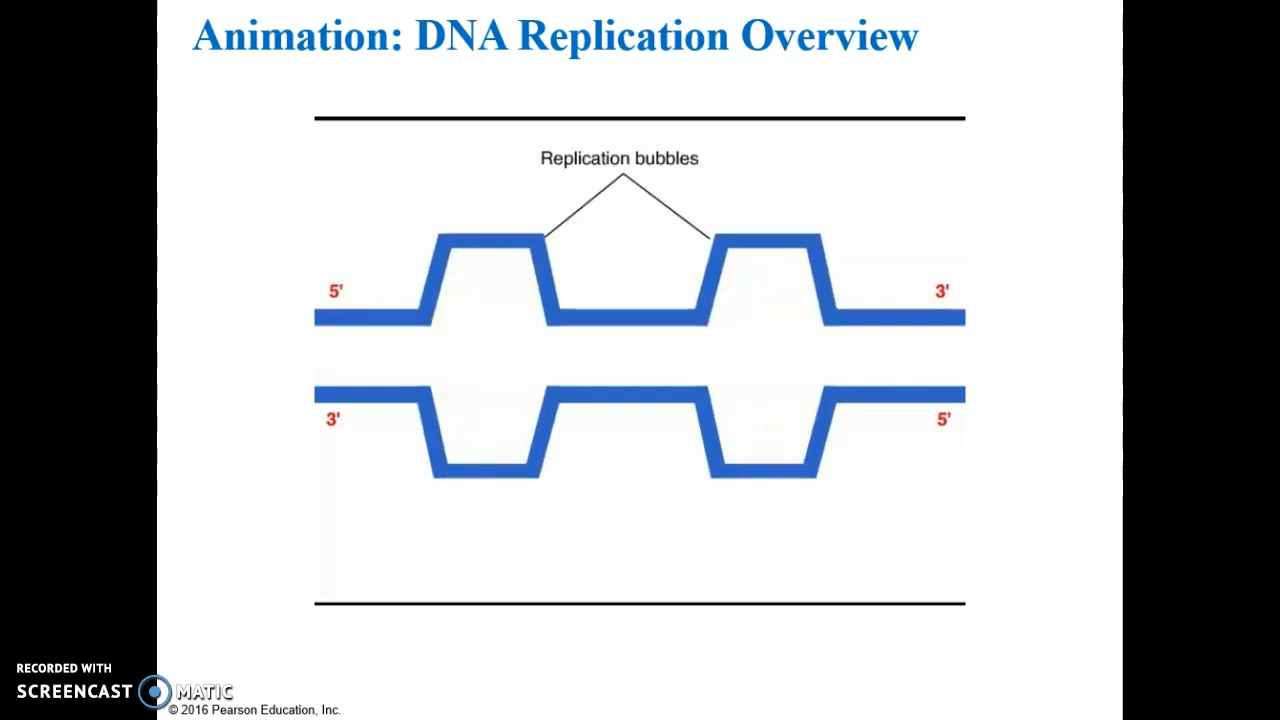 Animation: DNA Replication Overview
Replication bubbles
5'
3'
3'
5'
RECORDED WITH
SCREENCAST MATIC
© 2016 Pearson Education, Inc.